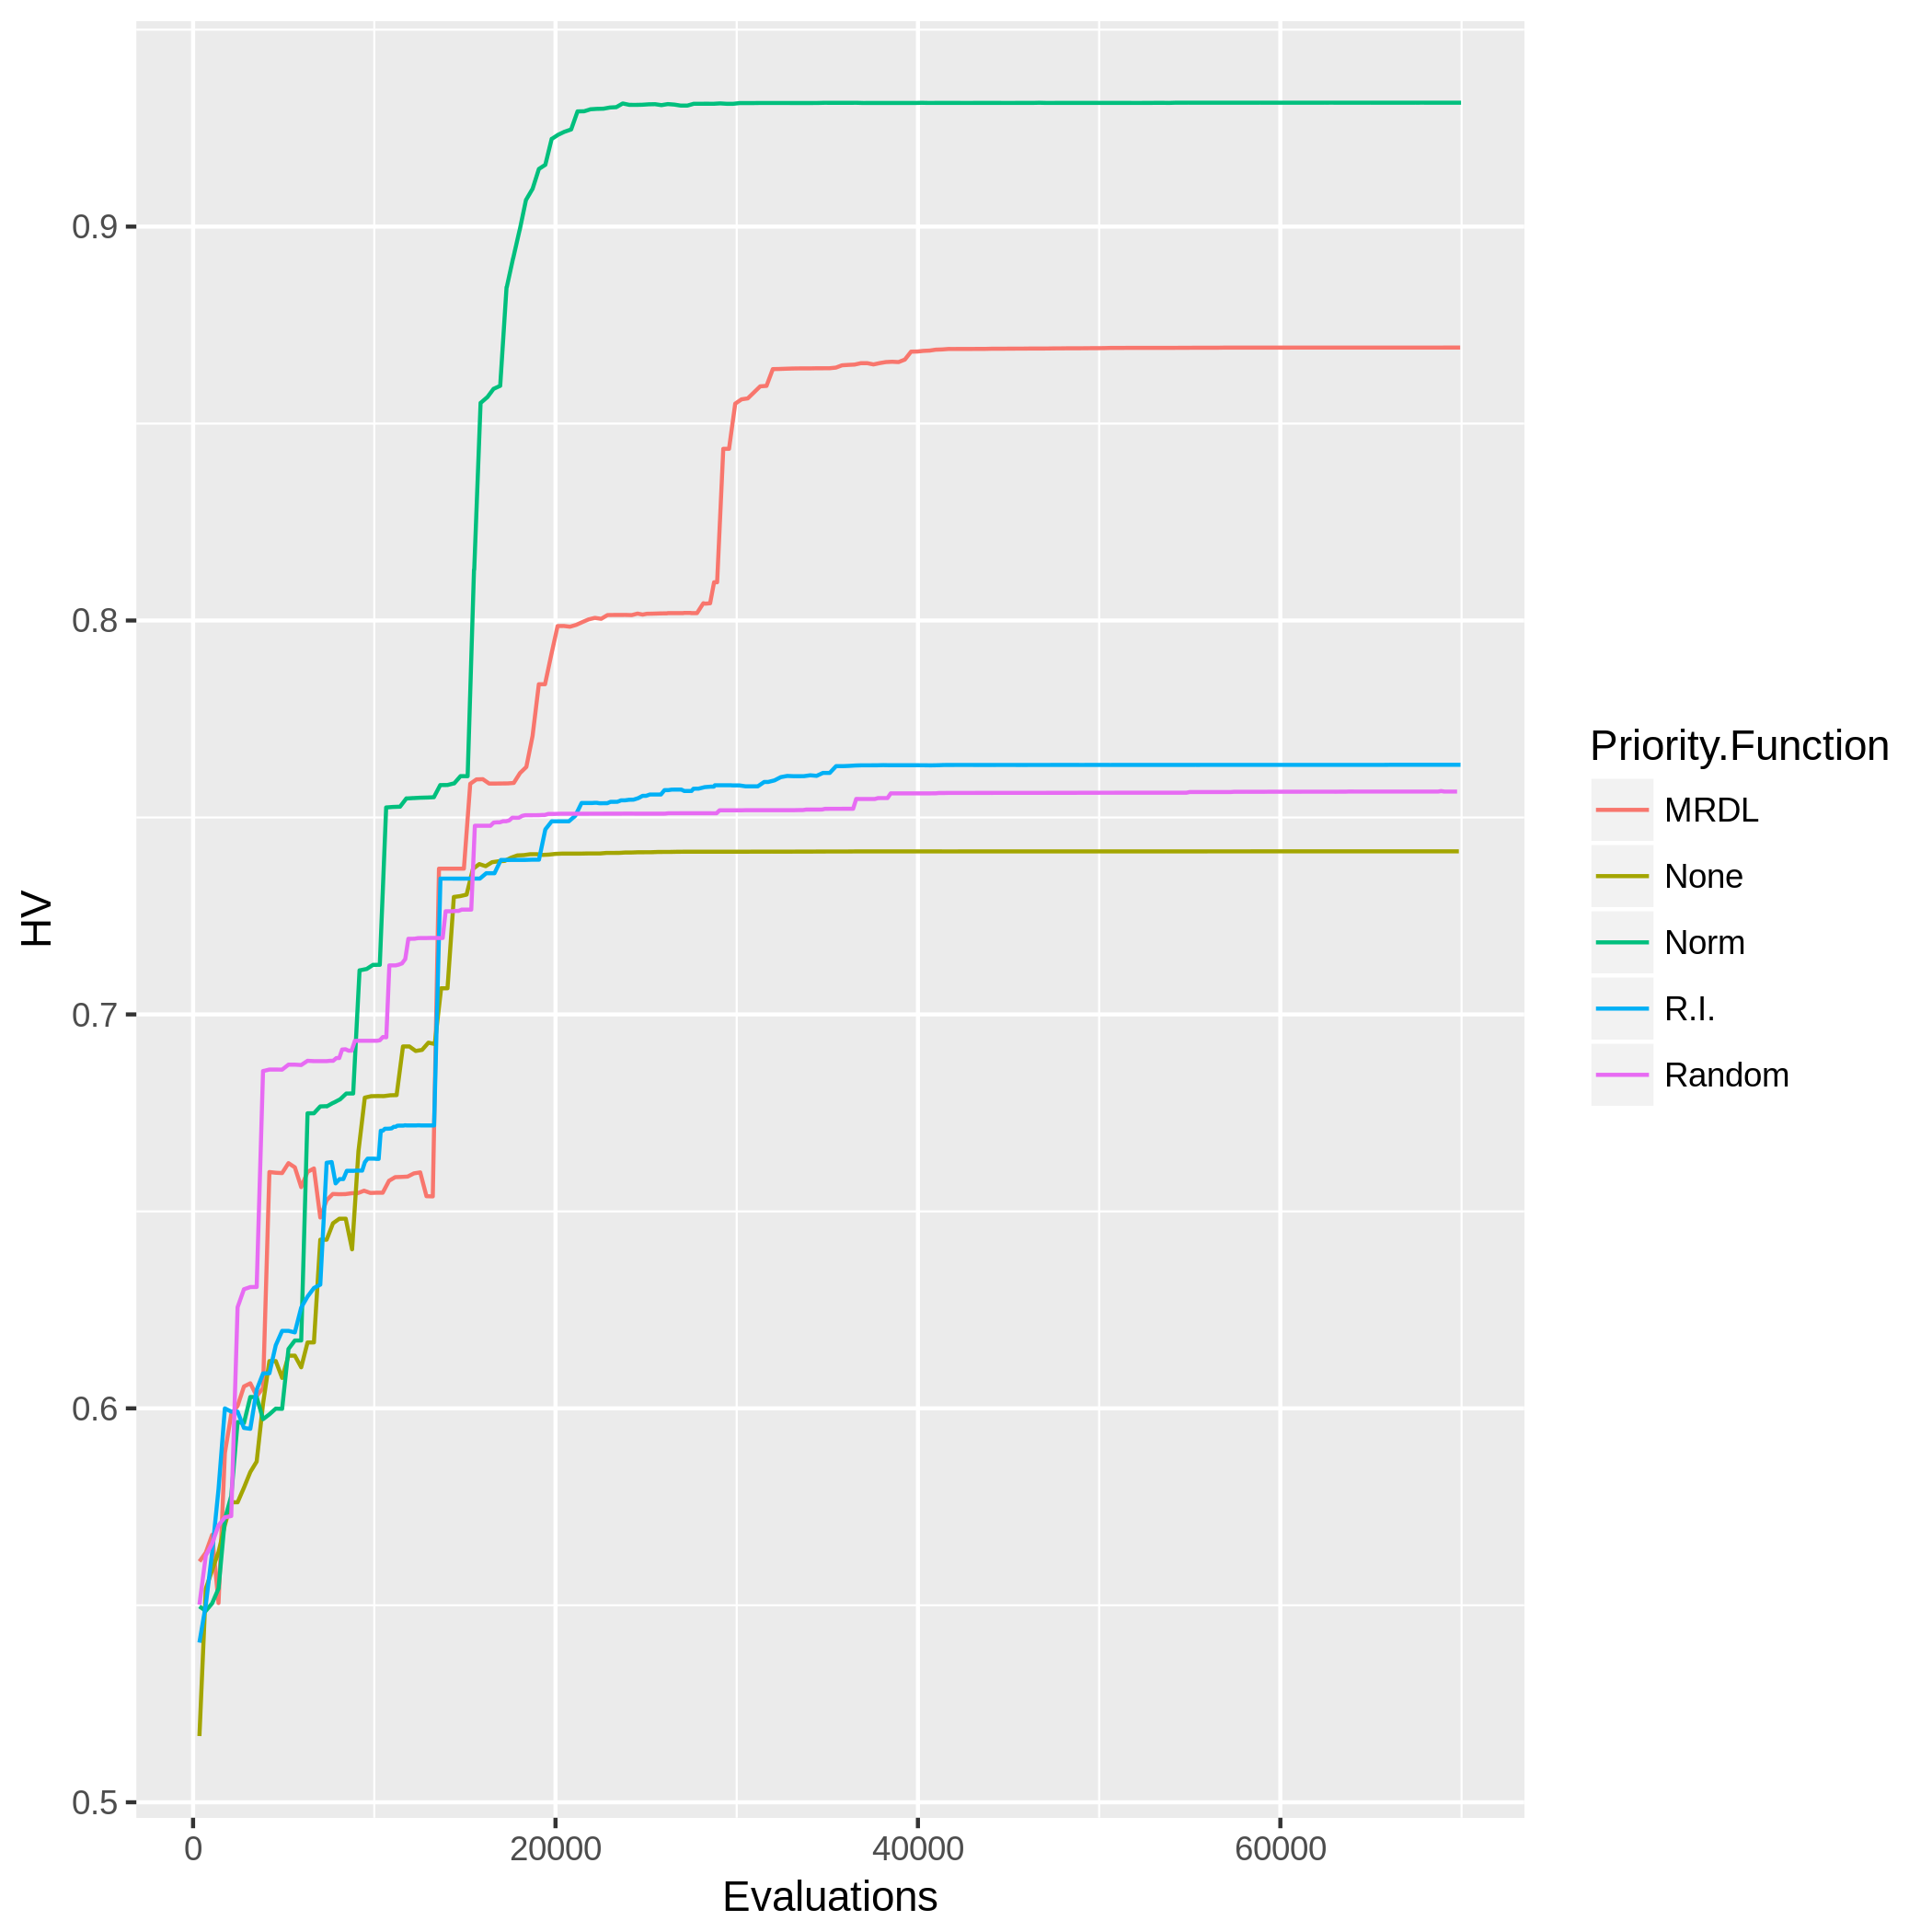 HV
0.9
0.8
0.7
0.6
0.5
0
20000
40000
60000
Evaluations
Priority.Function
MRDL
None
Norm
R.I.
Random